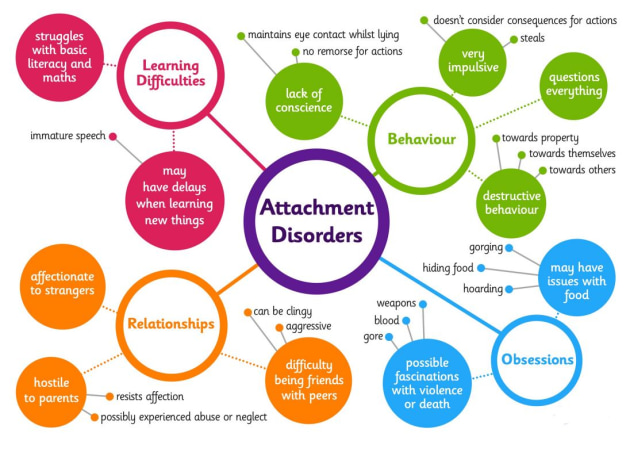 struggles
with basic
literacy and
maths
Learning
Difficulties
immature speech
may
have delays
when learning
new things
maintains eye contact whilst lying
no remorse for actions
lack of
conscience
doesn't consider consequences for actions
steals
very
impulsive
questions
everything
Behaviour
towards property
towards themselves
towards others
destructive
behaviour
Attachment
Disorders
affectionate
to strangers
Relationships
hostile
to parents
resists affection
possibly experienced abuse or neglect
can be clingy
aggressive
difficulty
being friends
with peers
gorging
hiding food
hoarding
may have
issues with
food
weapons
blood
gore
possible
fascinations
with violence
or death
Obsessions